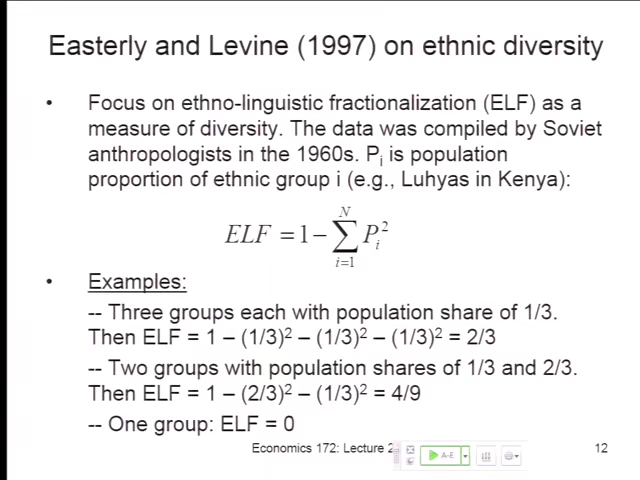 Easterly and Levine (1997) on ethnic diversity
• Focus on ethno-linguistic fractionalization (ELF) as a
measure of diversity. The data was compiled by Soviet
anthropologists in the 1960s. Pᵢ is population
proportion of ethnic group i (e.g., Luhyas in Kenya):
ELF = 1 − ∑_{i=1}^{N} P_i^2
• Examples:
-- Three groups each with population share of 1/3.
Then ELF = 1 – (1/3)² – (1/3)² – (1/3)² = 2/3
-- Two groups with population shares of 1/3 and 2/3.
Then ELF = 1 – (2/3)² – (1/3)² = 4/9
-- One group: ELF = 0
Economics 172: Lecture 2
A-E
12